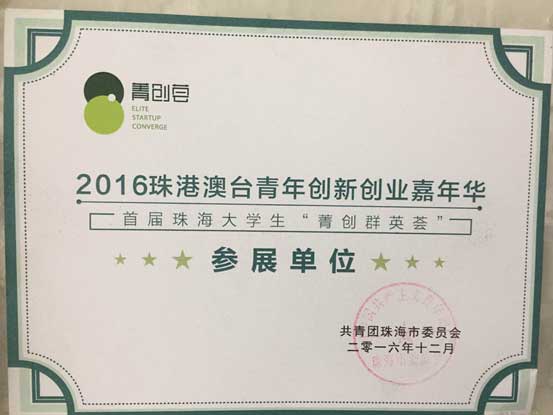 菁创荟
ELITE
STARTUP
CONVERGE
2016珠港澳台青年创新创业嘉年华
首届珠海大学生“菁创群英荟”
参展单位
共青团珠海市委员会
二零一六年十二月